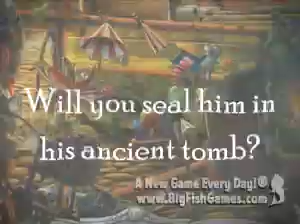 Will you seal him in
his ancient tomb?
A New Game Every Day!®
www.BigFishGames.com